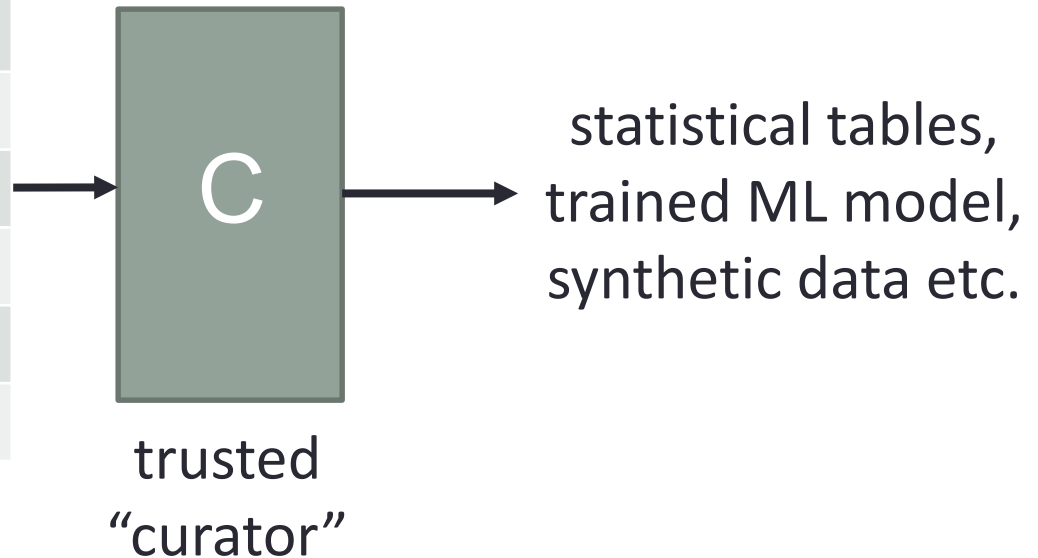 C
statistical tables,
trained ML model,
synthetic data etc.
trusted
“curator”